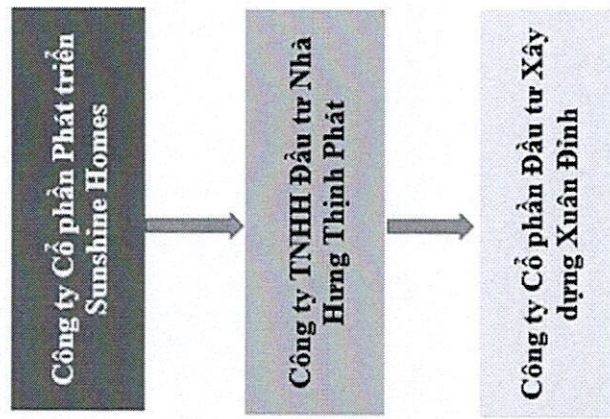 Công ty Cổ phần Phát triển
Sunshine Homes
Công ty TNHH Đầu tư Nhà
Hưng Thịnh Phát
Công ty Cổ phần Đầu tư Xây
dựng Xuân Đỉnh